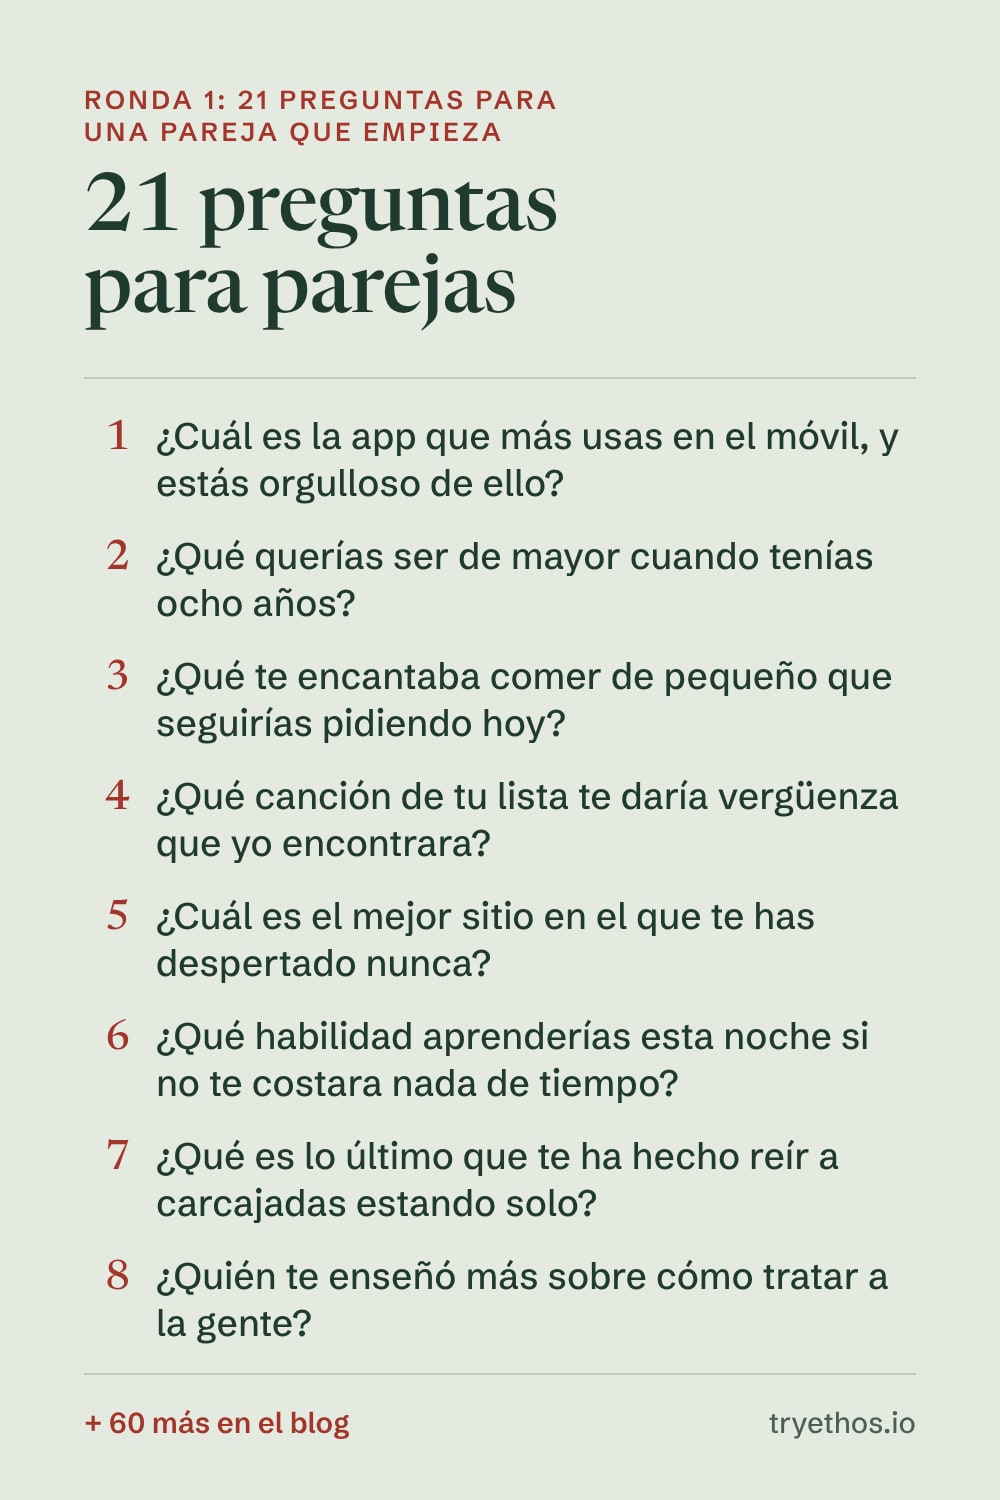 RONDA 1: 21 PREGUNTAS PARA
UNA PAREJA QUE EMPIEZA
21 preguntas
para parejas
1 ¿Cuál es la app que más usas en el móvil, y
estás orgulloso de ello?
2 ¿Qué querías ser de mayor cuando tenías
ocho años?
3 ¿Qué te encantaba comer de pequeño que
seguirías pidiendo hoy?
4 ¿Qué canción de tu lista te daría vergüenza
que yo encontrara?
5 ¿Cuál es el mejor sitio en el que te has
despertado nunca?
6 ¿Qué habilidad aprenderías esta noche si
no te costara nada de tiempo?
7 ¿Qué es lo último que te ha hecho reír a
carcajadas estando solo?
8 ¿Quién te enseñó más sobre cómo tratar a
la gente?
+ 60 más en el blog
tryethos.io